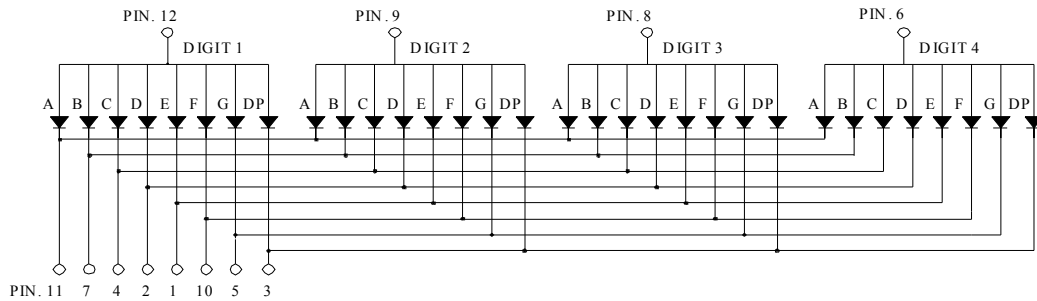 PIN. 12 PIN. 9 PIN. 8 PIN. 6
DIGIT 1 DIGIT 2 DIGIT 3 DIGIT 4
A B C D E F G DP A B C D E F G DP A B C D E F G DP A B C D E F G DP
PIN. 11 7 4 2 1 10 5 3